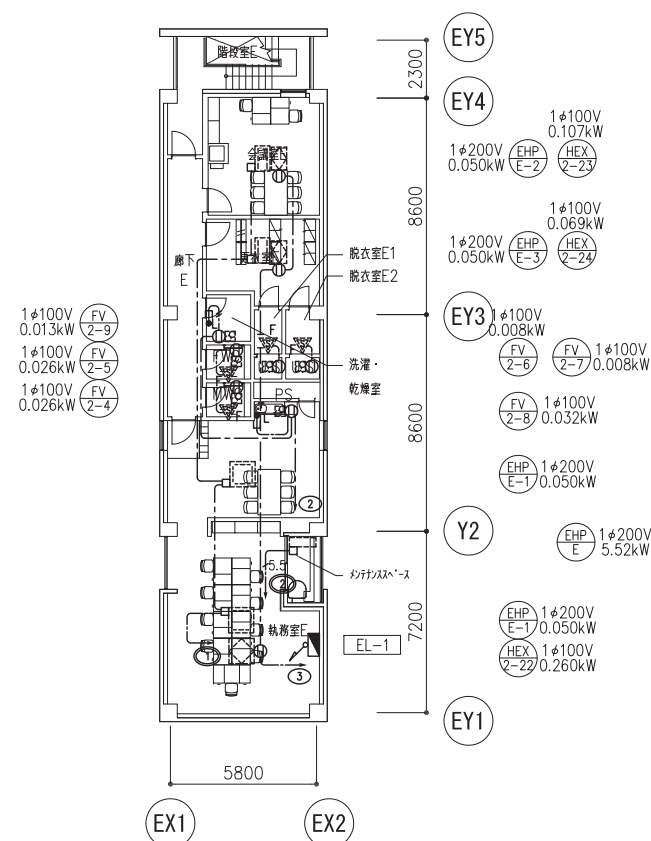 EY5
階段室E
2300
EY4
1φ100V
0.107kW
1φ200V
0.050kW
EHP
E-2
HEX
2-23
8600
1φ100V
0.069kW
1φ200V
0.050kW
EHP
E-3
HEX
2-24
脱衣室E1
脱衣室E2
廊下
E
F
EY3
1φ100V
0.008kW
1φ100V
0.013kW
FV
2-9
1φ100V
0.026kW
FV
2-5
1φ100V
0.026kW
FV
2-4
FV
2-6
FV
2-7
1φ100V
0.008kW
洗濯・
乾燥室
PS
FV
2-8
1φ100V
0.032kW
8600
EHP
E-1
1φ200V
0.050kW
2
Y2
EHP
E
1φ200V
5.52kW
メンテナンススペース
5.5
2
7200
EHP
E-1
1φ200V
0.050kW
執務室E
EL-1
HEX
2-22
1φ100V
0.260kW
1
3
EY1
5800
EX1
EX2